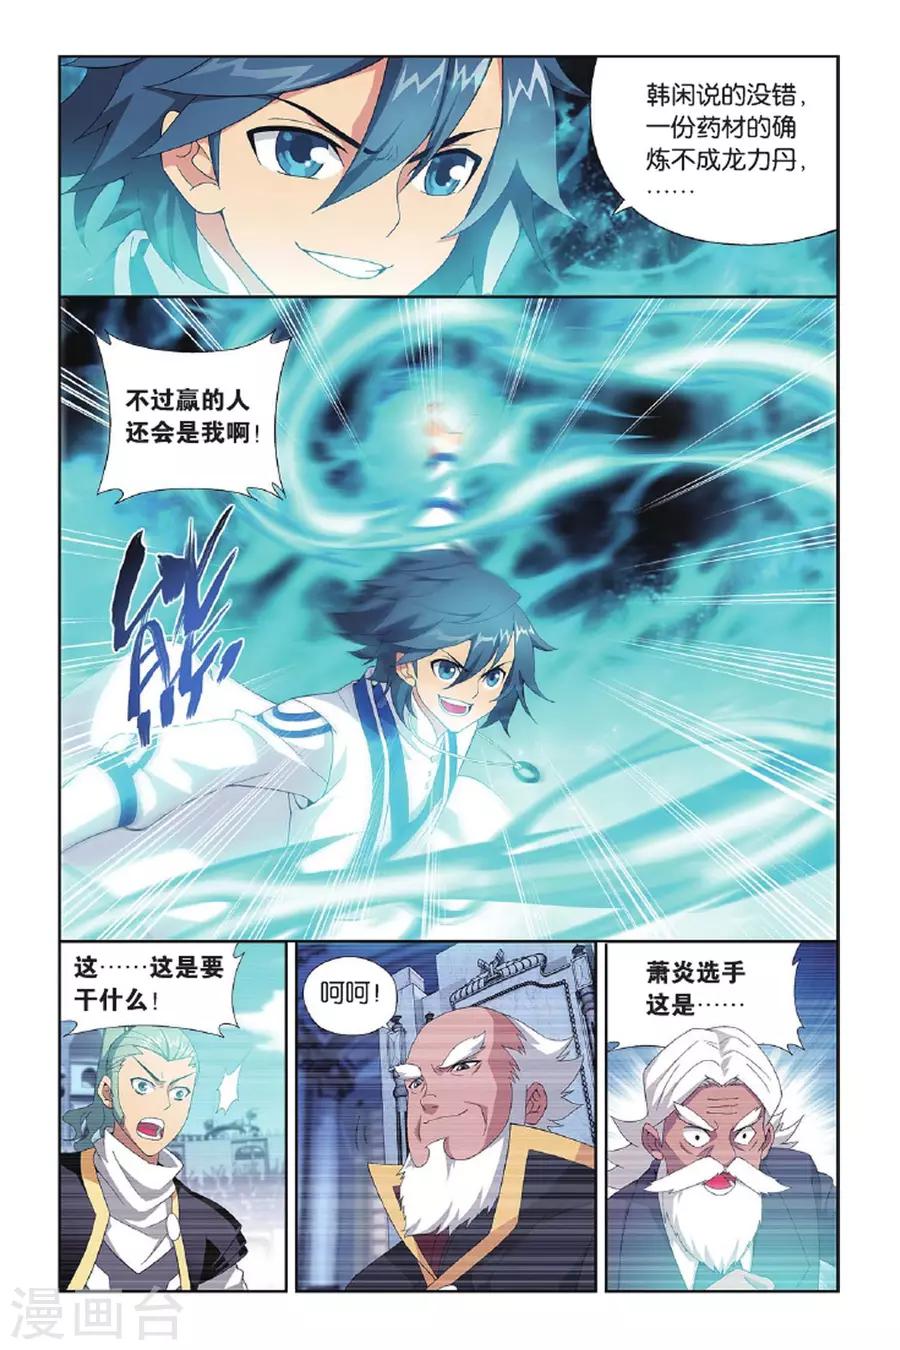 韩闲说的没错，
一份药材的确
炼不成龙力丹，
……
不过赢的人
还会是我啊！
这……这是要
干什么！
呵呵！
萧炎选手
这是……
漫画台